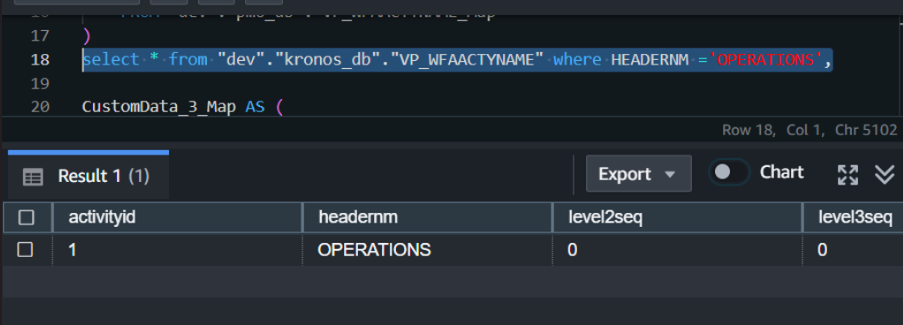 17 )
18 select * from "dev"."kronos_db"."VP_WFAACTYNAME" where HEADERNM ='OPERATIONS',
19
20 CustomData_3_Map AS (
Row 18, Col 1, Chr 5102
Result 1 (1) Export Chart
activityid headernm level2seq level3seq
1 OPERATIONS 0 0